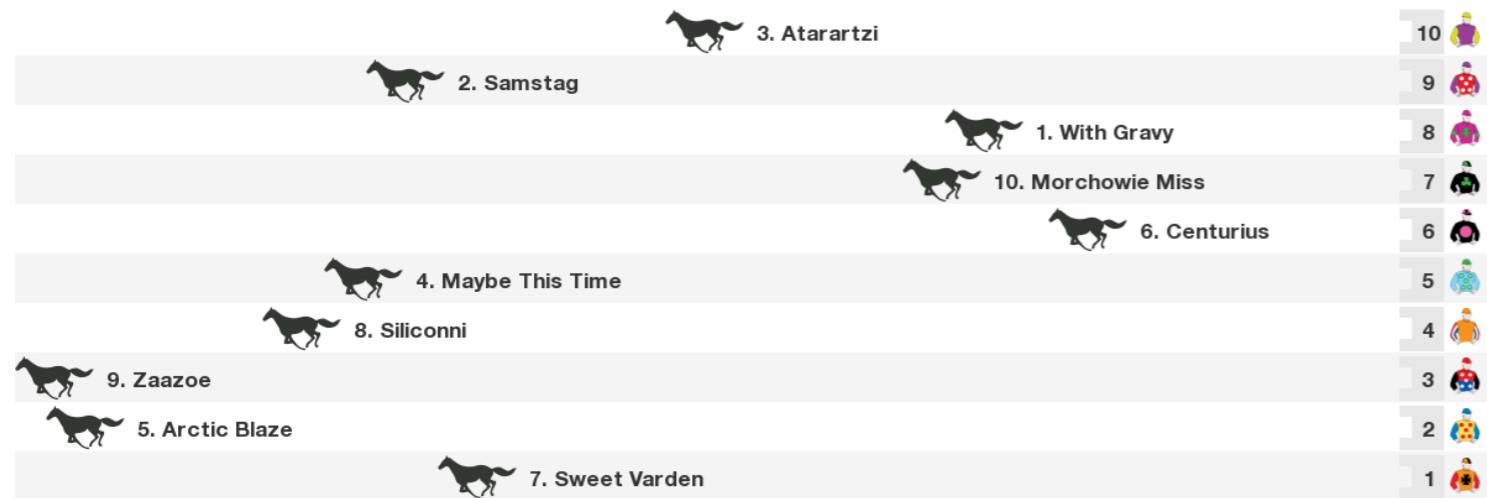 3. Atarartzi 10
2. Samstag 9
1. With Gravy 8
10. Morchowie Miss 7
6. Centurius 6
4. Maybe This Time 5
8. Siliconni 4
9. Zaazoe 3
5. Arctic Blaze 2
7. Sweet Varden 1